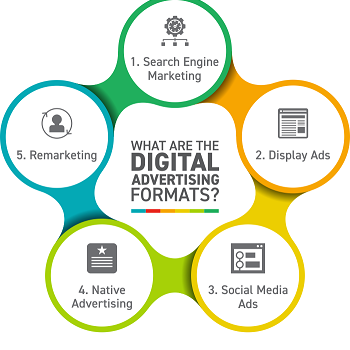 1. Search Engine
Marketing
2. Display Ads
3. Social Media
Ads
4. Native
Advertising
5. Remarketing
WHAT ARE THE
DIGITAL
ADVERTISING
FORMATS?